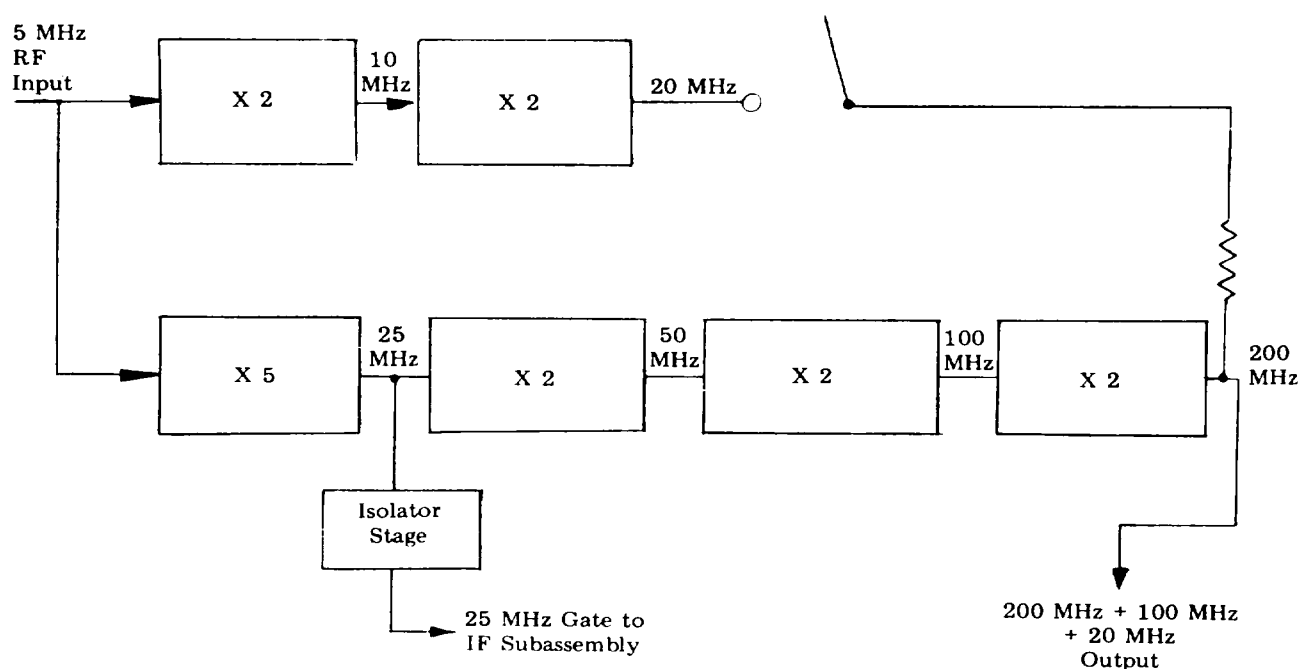 5 MHz
RF
Input
X 2
10
MHz
X 2
20 MHz
X 5
25
MHz
X 2
50
MHz
X 2
100
MHz
X 2
200
MHz
Isolator
Stage
25 MHz Gate to
IF Subassembly
200 MHz + 100 MHz
+ 20 MHz
Output